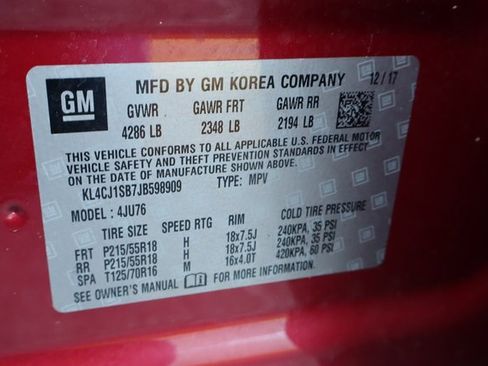 GM
MFD BY GM KOREA COMPANY 12/17
GVWR GAWR FRT GAWR RR
4286 LB 2348 LB 2194 LB
THIS VEHICLE CONFORMS TO ALL APPLICABLE U.S. FEDERAL MOTOR
VEHICLE SAFETY AND THEFT PREVENTION STANDARDS IN EFFECT ON
THE DATE OF MANUFACTURE SHOWN ABOVE.
KL4CJ1SB7JB598909 TYPE: MPV
MODEL: 4JU76
TIRE SIZE SPEED RTG RIM COLD TIRE PRESSURE
FRT P215/55R18 H 18x7.5J 240KPA, 35 PSI
RR P215/55R18 H 18x7.5J 240KPA, 35 PSI
SPA T125/70R16 M 16x4.0T 420KPA, 60 PSI
SEE OWNER'S MANUAL FOR MORE INFORMATION.